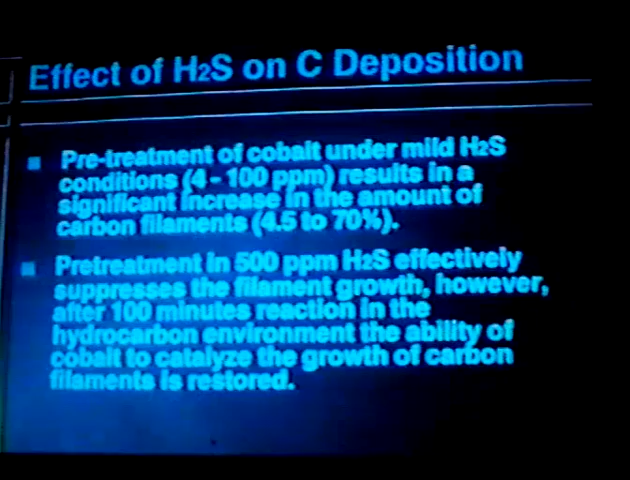 Effect of H2S on C Deposition
Pre-treatment of cobalt under mild H2S
conditions (4 - 100 ppm) results in a
significant increase in the amount of
carbon filaments (4.5 to 70%).
Pretreatment in 500 ppm H2S effectively
suppresses the filament growth, however,
after 100 minutes reaction in the
hydrocarbon environment the ability of
cobalt to catalyze the growth of carbon
filaments is restored.